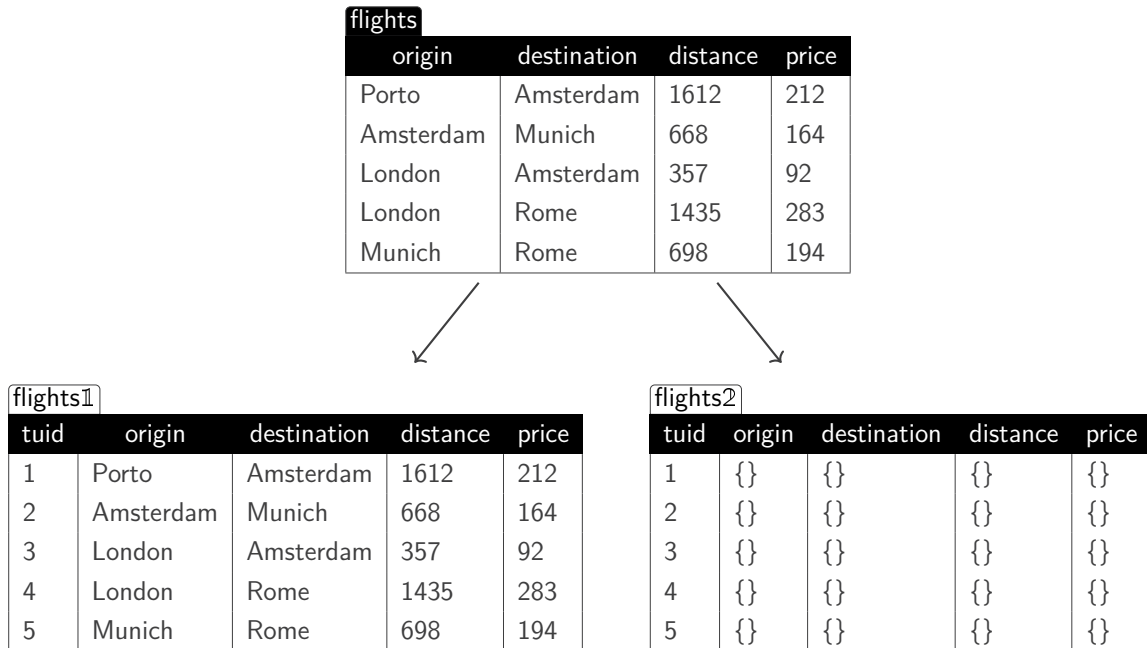 flights
origin destination distance price
Porto Amsterdam 1612 212
Amsterdam Munich 668 164
London Amsterdam 357 92
London Rome 1435 283
Munich Rome 698 194
flights𝟙
tuid origin destination distance price
1 Porto Amsterdam 1612 212
2 Amsterdam Munich 668 164
3 London Amsterdam 357 92
4 London Rome 1435 283
5 Munich Rome 698 194
flights𝟚
tuid origin destination distance price
1 {} {} {} {}
2 {} {} {} {}
3 {} {} {} {}
4 {} {} {} {}
5 {} {} {} {}